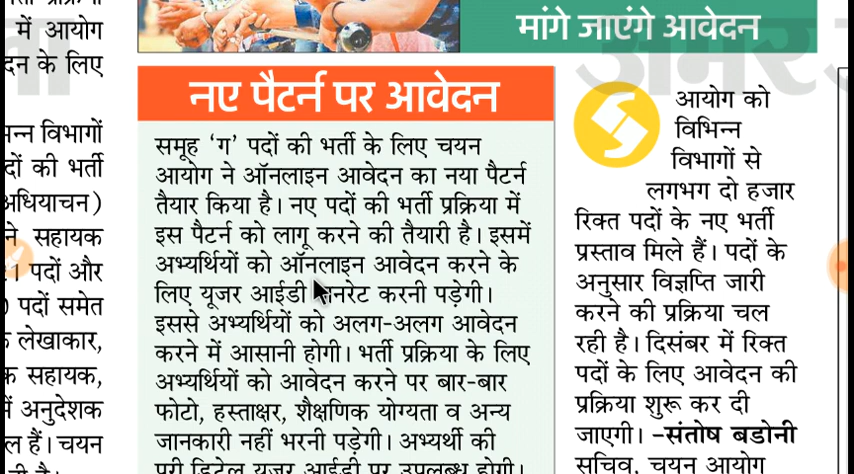 में आयोग
दन के लिए
विभागों
दों की भर्ती
अधियाचन)
ने सहायक
पदों और
पदों समेत
लेखाकार,
सहायक,
में अनुदेशक
ल हैं। चयन
मांगे जाएंगे आवेदन
नए पैटर्न पर आवेदन
समूह ‘ग’ पदों की भर्ती के लिए चयन
आयोग ने ऑनलाइन आवेदन का नया पैटर्न
तैयार किया है। नए पदों की भर्ती प्रक्रिया में
इस पैटर्न को लागू करने की तैयारी है। इसमें
अभ्यर्थियों को ऑनलाइन आवेदन करने के
लिए यूजर आईडी जनरेट करनी पड़ेगी।
इससे अभ्यर्थियों को अलग-अलग आवेदन
करने में आसानी होगी। भर्ती प्रक्रिया के लिए
अभ्यर्थियों को आवेदन करने पर बार-बार
फोटो, हस्ताक्षर, शैक्षणिक योग्यता व अन्य
जानकारी नहीं भरनी पड़ेगी। अभ्यर्थी की
पूरी डिटेल यूजर आईडी पर उपलब्ध होगी।
आयोग को
विभिन्न
विभागों से
लगभग दो हजार
रिक्त पदों के नए भर्ती
प्रस्ताव मिले हैं। पदों के
अनुसार विज्ञप्ति जारी
करने की प्रक्रिया चल
रही है। दिसंबर में रिक्त
पदों के लिए आवेदन की
प्रक्रिया शुरू कर दी
जाएगी। -संतोष बडोनी
सचिव, चयन आयोग